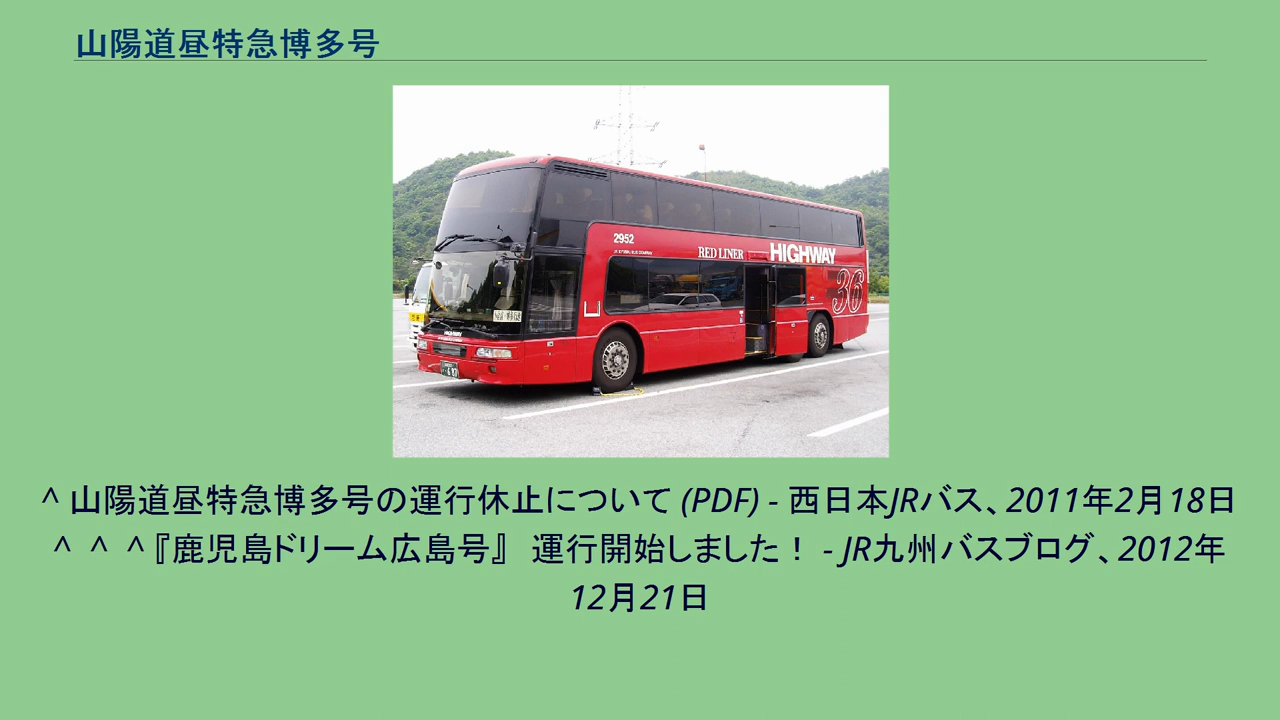 山陽道昼特急博多号
2952
RED LINER
HIGHWAY
36
^ 山陽道昼特急博多号の運行休止について (PDF) - 西日本JRバス、2011年2月18日
^ ^ ^『鹿児島ドリーム広島号』 運行開始しました！ - JR九州バスブログ、2012年
12月21日